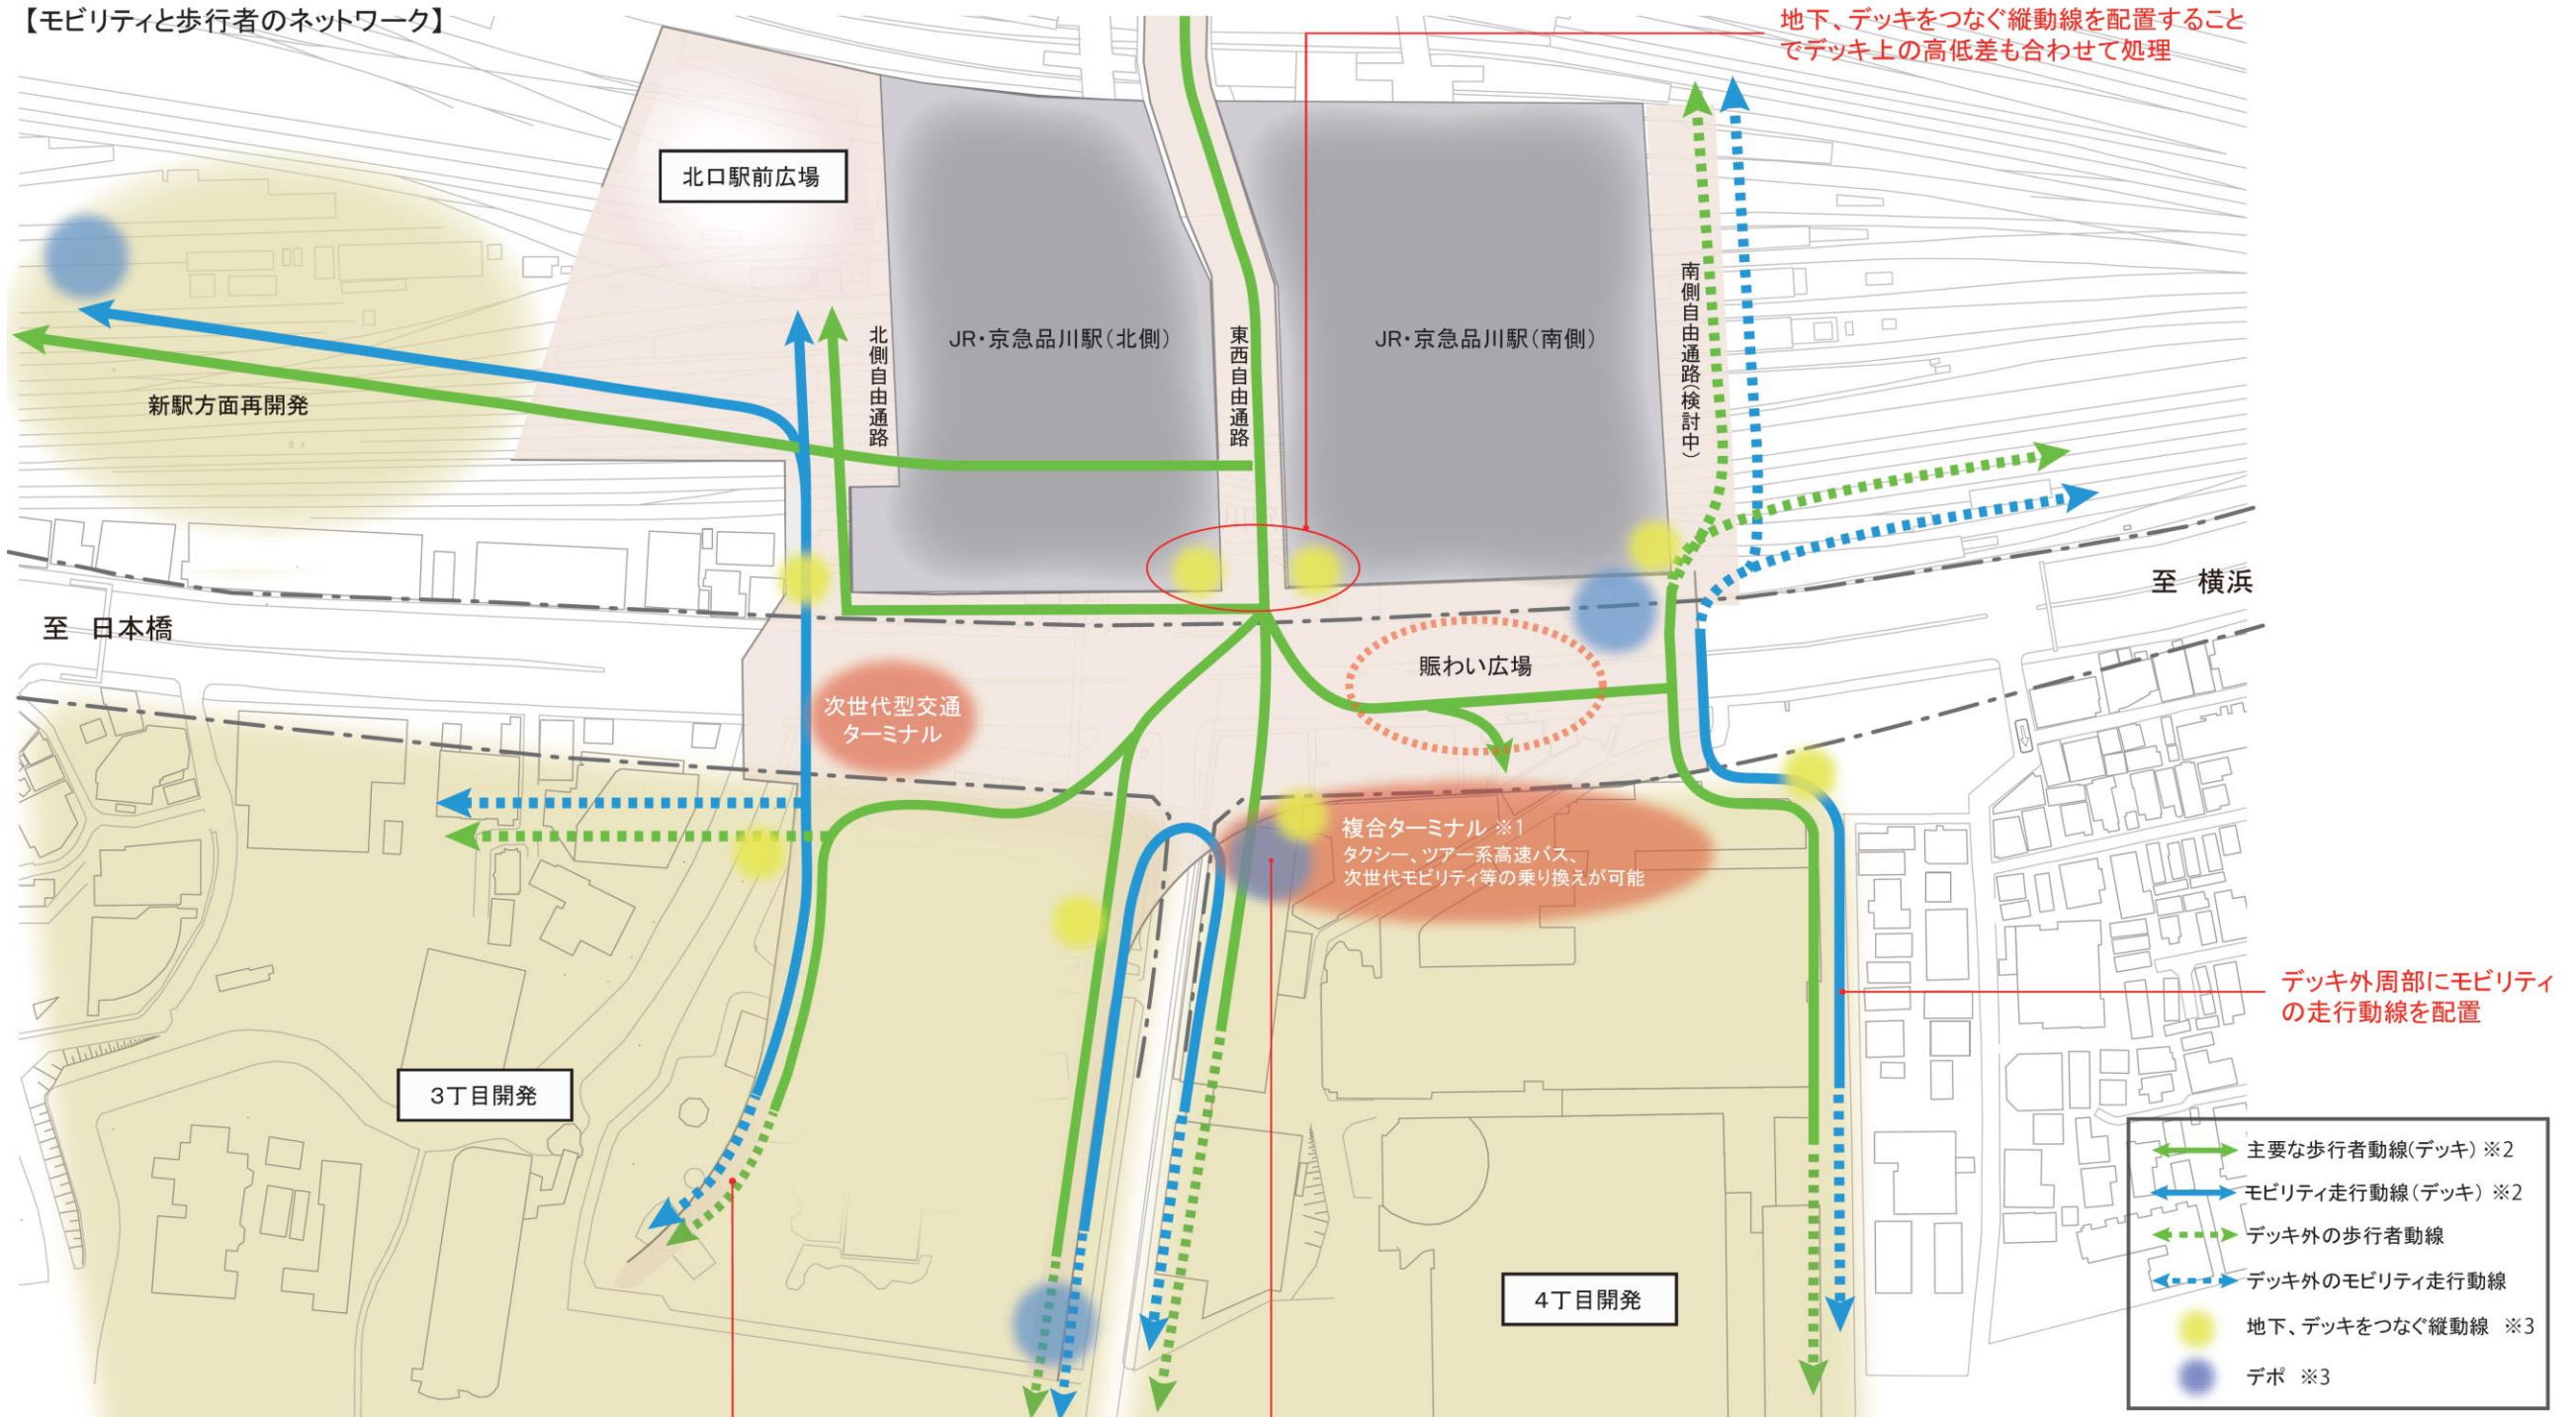 【モビリティと歩行者のネットワーク】
地下、デッキをつなぐ縦動線を配置すること
でデッキ上の高低差も合わせて処理
北口駅前広場
新駅方面再開発
北側自由通路
JR・京急品川駅（北側）
東西自由通路
JR・京急品川駅（南側）
南側自由通路（検討中）
至 日本橋
至 横浜
次世代型交通
ターミナル
賑わい広場
複合ターミナル ※1
タクシー、ツアー系高速バス、
次世代モビリティ等の乗り換えが可能
デッキ外周部にモビリティ
の走行動線を配置
3丁目開発
4丁目開発
主要な歩行者動線（デッキ）※2
モビリティ走行動線（デッキ）※2
デッキ外の歩行者動線
デッキ外のモビリティ走行動線
地下、デッキをつなぐ縦動線 ※3
デポ ※3